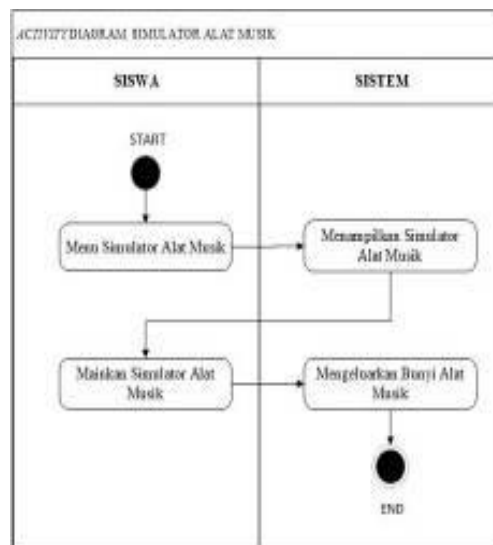 ACTIVITY DIAGRAM SIMULATOR ALAT MUSIK
SISWA
SISTEM
START
Menu Simulator Alat Musik
Menampilkan Simulator
Alat Musik
Mainkan Simulator Alat
Musik
Mengeluarkan Bunyi Alat
Musik
END